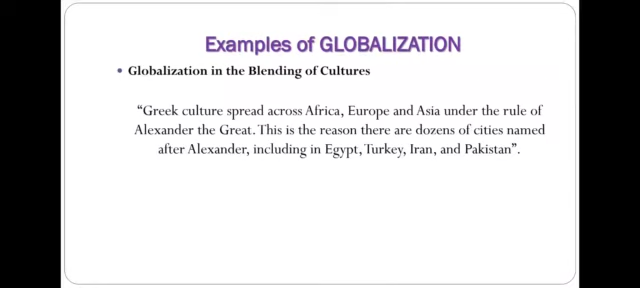 Examples of GLOBALIZATION
• Globalization in the Blending of Cultures
“Greek culture spread across Africa, Europe and Asia under the rule of
Alexander the Great. This is the reason there are dozens of cities named
after Alexander, including in Egypt, Turkey, Iran, and Pakistan”.